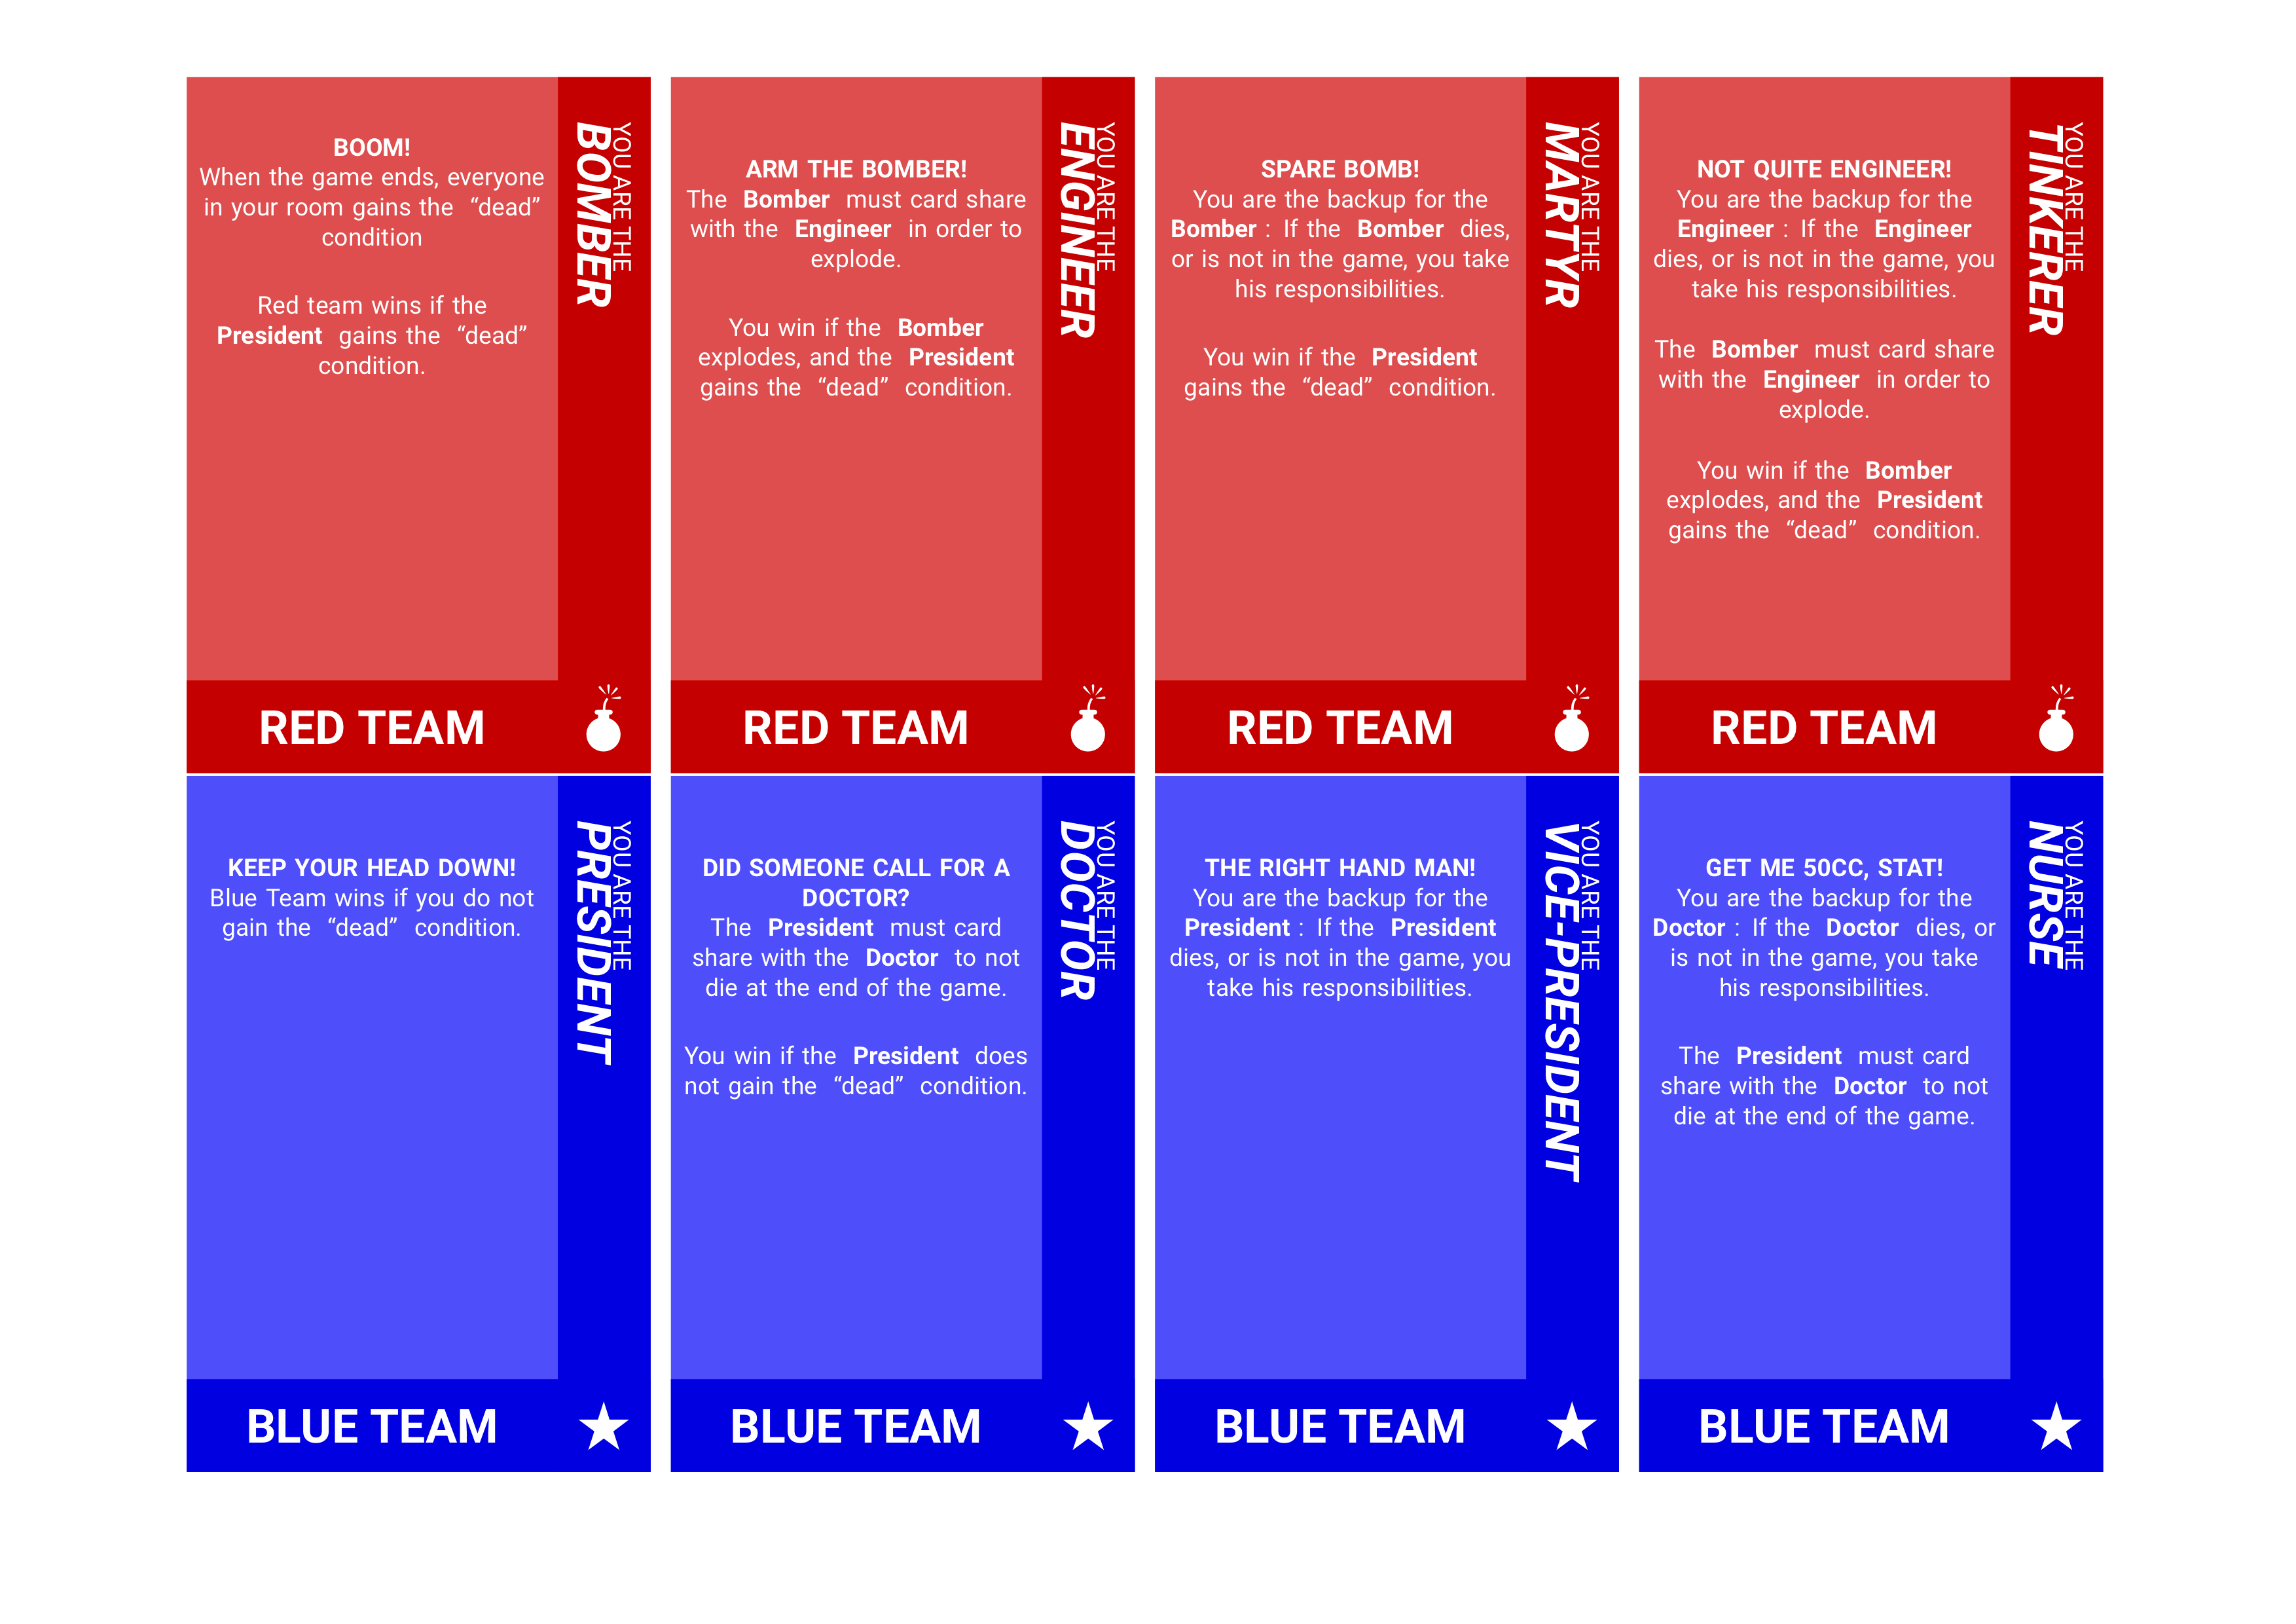 BOOM!
When the game ends, everyone
in your room gains the “dead”
condition
Red team wins if the
President gains the “dead”
condition.
YOU ARE THE
BOMBER
RED TEAM
ARM THE BOMBER!
The Bomber must card share
with the Engineer in order to
explode.
You win if the Bomber
explodes, and the President
gains the “dead” condition.
YOU ARE THE
ENGINEER
RED TEAM
SPARE BOMB!
You are the backup for the
Bomber : If the Bomber dies,
or is not in the game, you take
his responsibilities.
You win if the President
gains the “dead” condition.
YOU ARE THE
MARTYR
RED TEAM
NOT QUITE ENGINEER!
You are the backup for the
Engineer : If the Engineer
dies, or is not in the game, you
take his responsibilities.
The Bomber must card share
with the Engineer in order to
explode.
You win if the Bomber
explodes, and the President
gains the “dead” condition.
YOU ARE THE
TINKERER
RED TEAM
KEEP YOUR HEAD DOWN!
Blue Team wins if you do not
gain the “dead” condition.
YOU ARE THE
PRESIDENT
BLUE TEAM
DID SOMEONE CALL FOR A
DOCTOR?
The President must card
share with the Doctor to not
die at the end of the game.
You win if the President does
not gain the “dead” condition.
YOU ARE THE
DOCTOR
BLUE TEAM
THE RIGHT HAND MAN!
You are the backup for the
President : If the President
dies, or is not in the game, you
take his responsibilities.
YOU ARE THE
VICE-PRESIDENT
BLUE TEAM
GET ME 50CC, STAT!
You are the backup for the
Doctor : If the Doctor dies, or
is not in the game, you take
his responsibilities.
The President must card
share with the Doctor to not
die at the end of the game.
YOU ARE THE
NURSE
BLUE TEAM